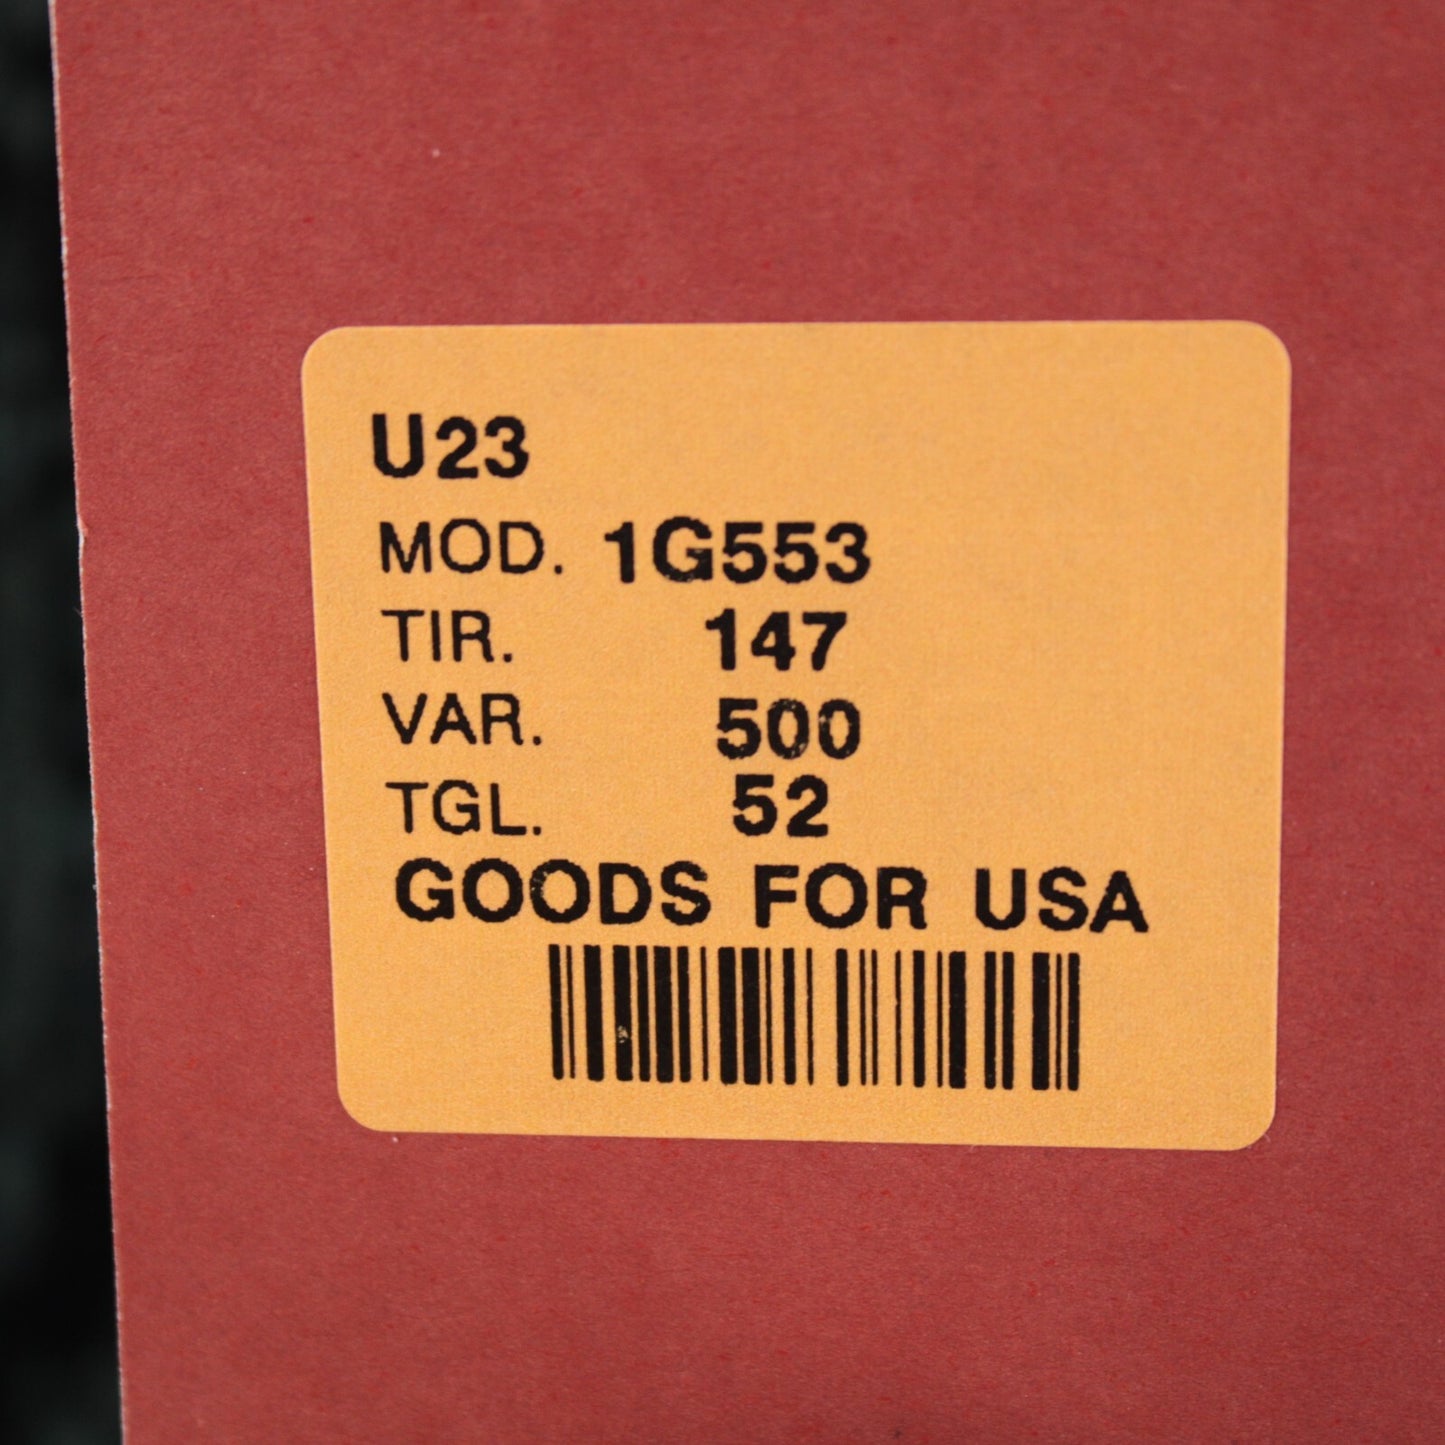 U23
MOD. 1G553
TIR. 147
VAR. 500
TGL. 52
GOODS FOR USA